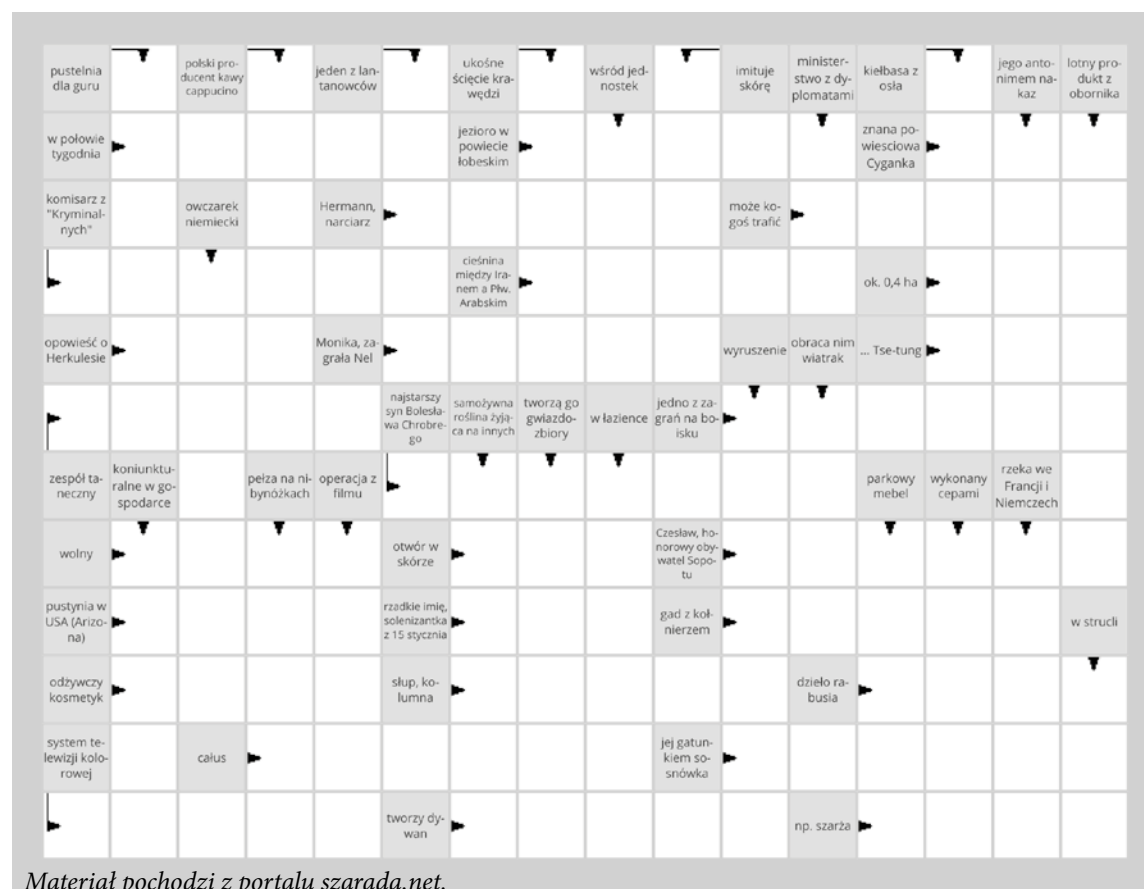 pustelnia
dla guru
polski pro-
ducent kawy
cappucino
jeden z lan-
tanowców
ukośne
ścięcie kra-
wędzi
wśród jed-
nostek
imituje
skórę
minister-
stwo z dy-
plomatami
kiełbasa z
osła
jego anto-
nimem na-
kaz
lotny pro-
dukt z
obornika
w połowie
tygodnia
jezioro w
powiecie
łobeskim
znana po-
wiesciowa
Cyganka
komisarz z
"Kryminal-
nych"
owczarek
niemiecki
Hermann,
narciarz
może ko-
goś trafić
cieśnina
między Ira-
nem a Płw.
Arabskim
ok. 0,4 ha
opowieść o
Herkulesie
Monika, za-
grała Nel
wyruszenie
obraca nim
wiatrak
... Tse-tung
najstarszy
syn Bolesła-
wa Chrobre-
go
samożywna
roślina żyją-
ca na innych
tworzą go
gwiazdo-
zbiory
w łazience
jedno z za-
grań na bo-
isku
zespół ta-
neczny
koniunktu-
ralne w go-
spodarce
pełza na ni-
bynóżkach
operacja z
filmu
parkowy
mebel
wykonany
cepami
rzeka we
Francji i
Niemczech
wolny
otwór w
skórze
Czesław, ho-
norowy oby-
watel Sopo-
tu
pustynia w
USA (Arizo-
na)
rzadkie imię,
solenizantka
z 15 stycznia
gad z koł-
nierzem
w strucli
odżywczy
kosmetyk
słup, ko-
lumna
dzieło ra-
busia
system te-
lewizji kolo-
rowej
całus
jej gatun-
kiem so-
snówka
tworzy dy-
wan
np. szarża
Materiał pochodzi z portalu szarada.net.